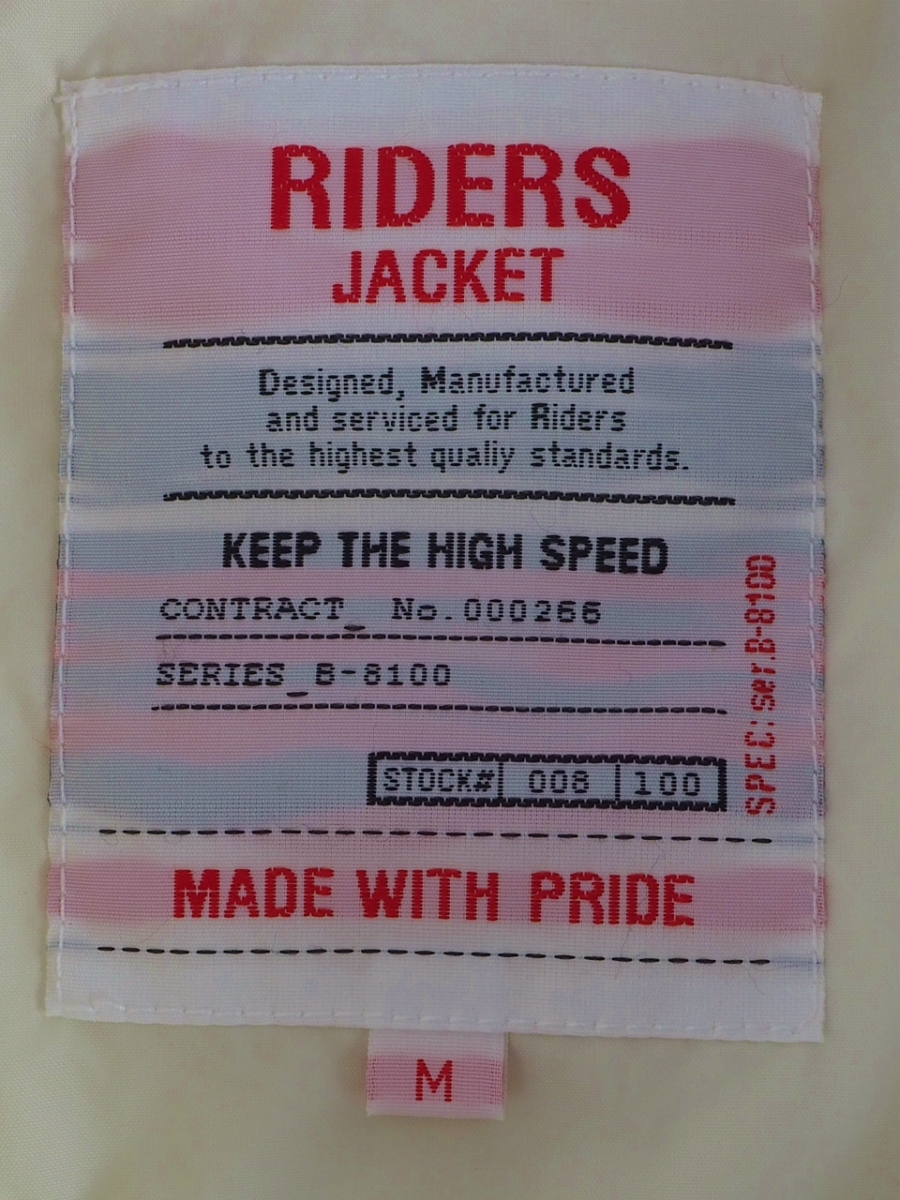 RIDERS
JACKET
Designed, Manufactured
and serviced for Riders
to the highest qualiy standards.
KEEP THE HIGH SPEED
CONTRACT_ No.000266
SERIES_B-8100
STOCK# 008 100
SPEC: ser.B-8100
MADE WITH PRIDE
M